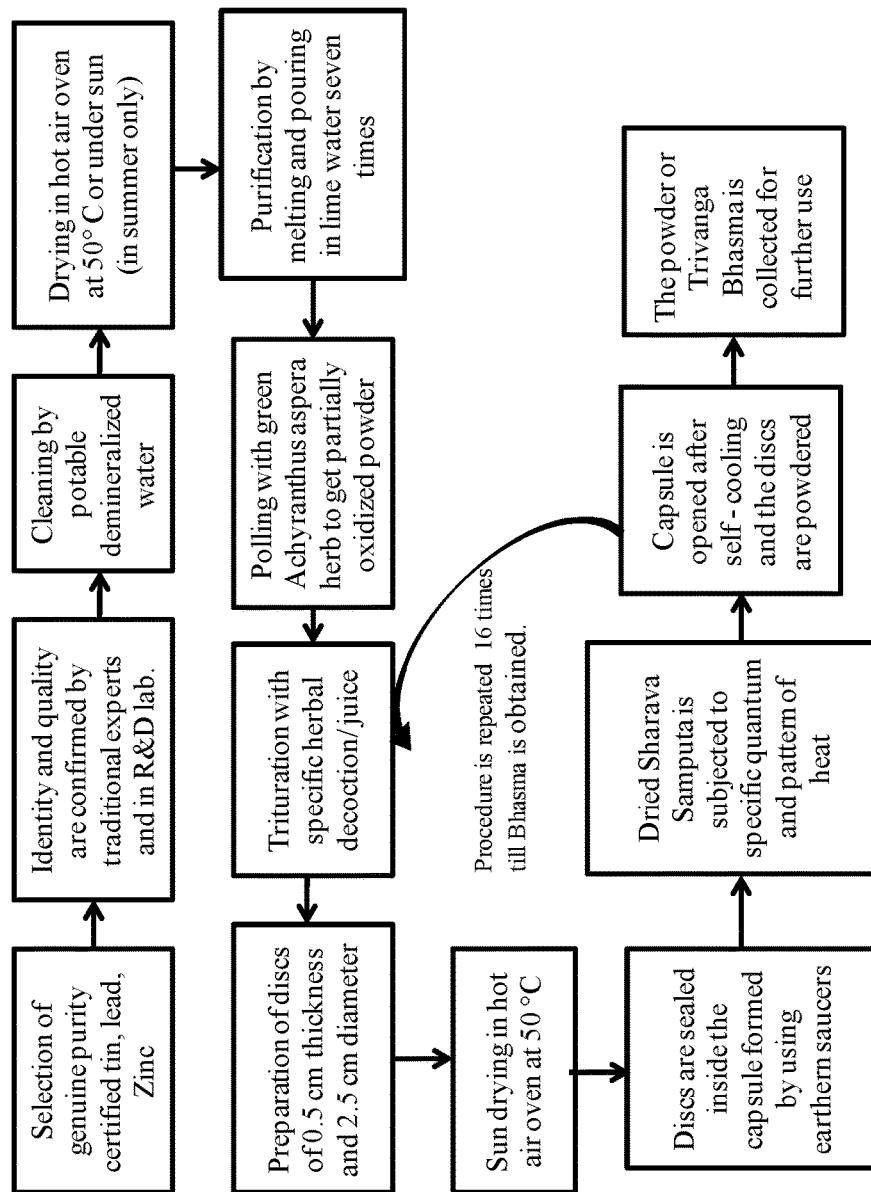 Selection of
genuine purity
certified tin, lead,
Zinc
Identity and quality
are confirmed by
traditional experts
and in R&D lab.
Cleaning by
potable
demineralized
water
Drying in hot air oven
at 50° C or under sun
(in summer only)
Purification by
melting and pouring
in lime water seven
times
Polling with green
Achyranthus aspera
herb to get partially
oxidized powder
Trituration with
specific herbal
decoction/juice
Preparation of discs
of 0.5 cm thickness
and 2.5 cm diameter
Sun drying in hot
air oven at 50 °C
Discs are sealed
inside the
capsule formed
by using
earthern saucers
Dried Sharava
Samputa is
subjected to
specific quantum
and pattern of
heat
Capsule is
opened after
self - cooling
and the discs
are powdered
The powder or
Trivanga
Bhasma is
collected for
further use
Procedure is repeated 16 times
till Bhasma is obtained.